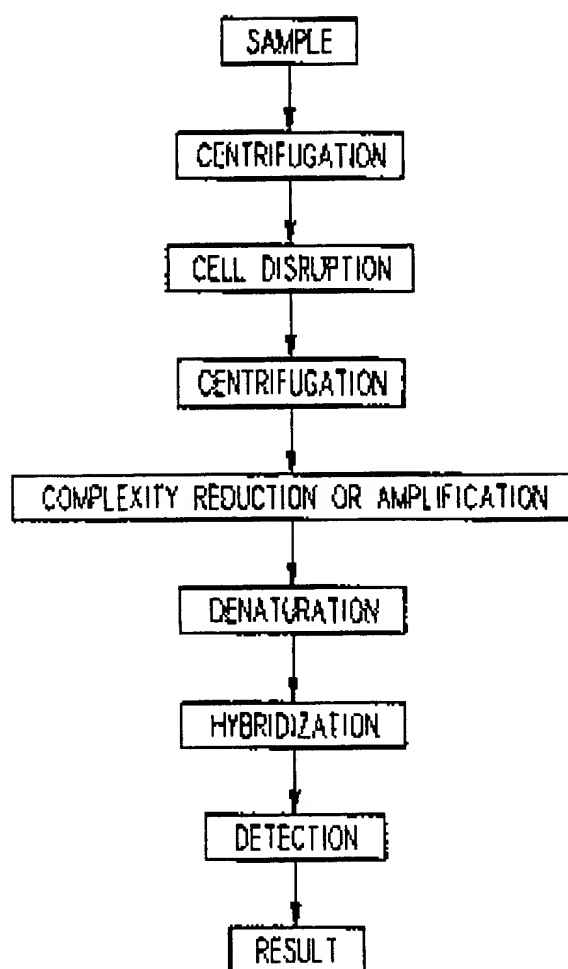 SAMPLE
CENTRIFUGATION
CELL DISRUPTION
CENTRIFUGATION
COMPLEXITY REDUCTION OR AMPLIFICATION
DENATURATION
HYBRIDIZATION
DETECTION
RESULT